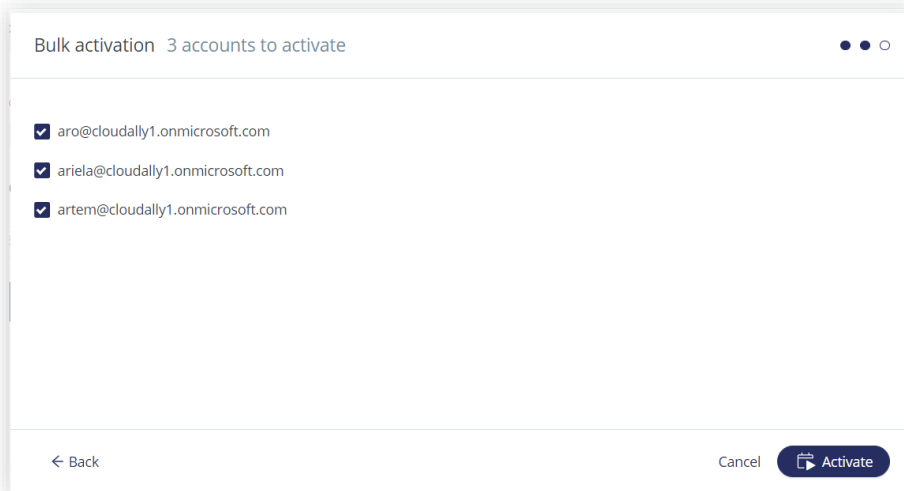 Bulk activation 3 accounts to activate
aro@cloudally1.onmicrosoft.com
ariela@cloudally1.onmicrosoft.com
artem@cloudally1.onmicrosoft.com
Back
Cancel
Activate